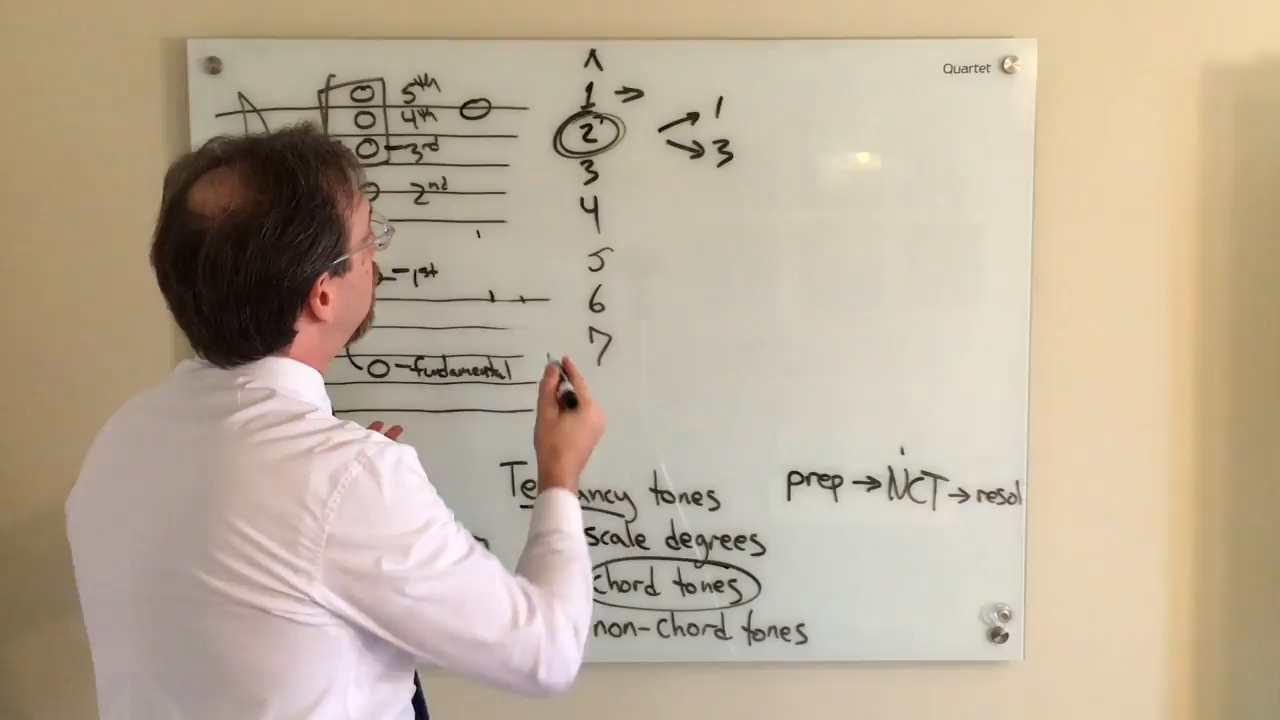 Quartet
5th
4th
3rd
2nd
1st
fundamental
^
1 →
2 → 1
→ 3
3
4
5
6
7
tones
scale degrees
chord tones
non-chord tones
prep → NCT → resol